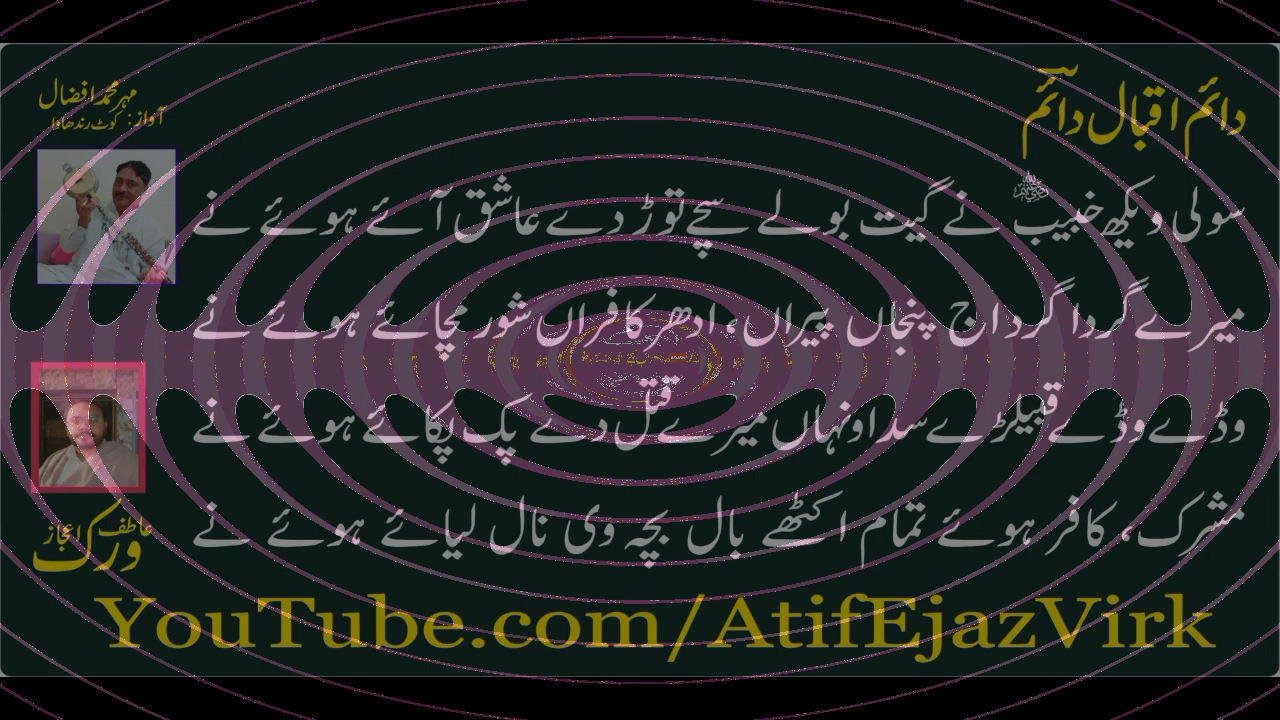 دائم اقبال دائمؔ
مہر محمد افضال
آواز: کوٹ رندھاوا
سولی ویکھ خبیبؓ نے گیت بولے سچے توڑ دے عاشق آئے ہوئے نے
میرے گردا گرد اج پنجاں پیراں، ادھر کافراں شور مچائے ہوئے نے
وڈے وڈے قبیلڑے سد اونہاں میرے قتل دے پک پکائے ہوئے نے
مشرک، کافر ہوئے تمام اکٹھے بال بچہ وی نال لیائے ہوئے نے
عاطف اعجاز
ورک
YouTube.com/AtifEjazVirk